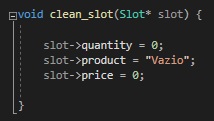 void clean_slot(Slot* slot) {
slot->quantity = 0;
slot->product = "Vazio";
slot->price = 0;
}